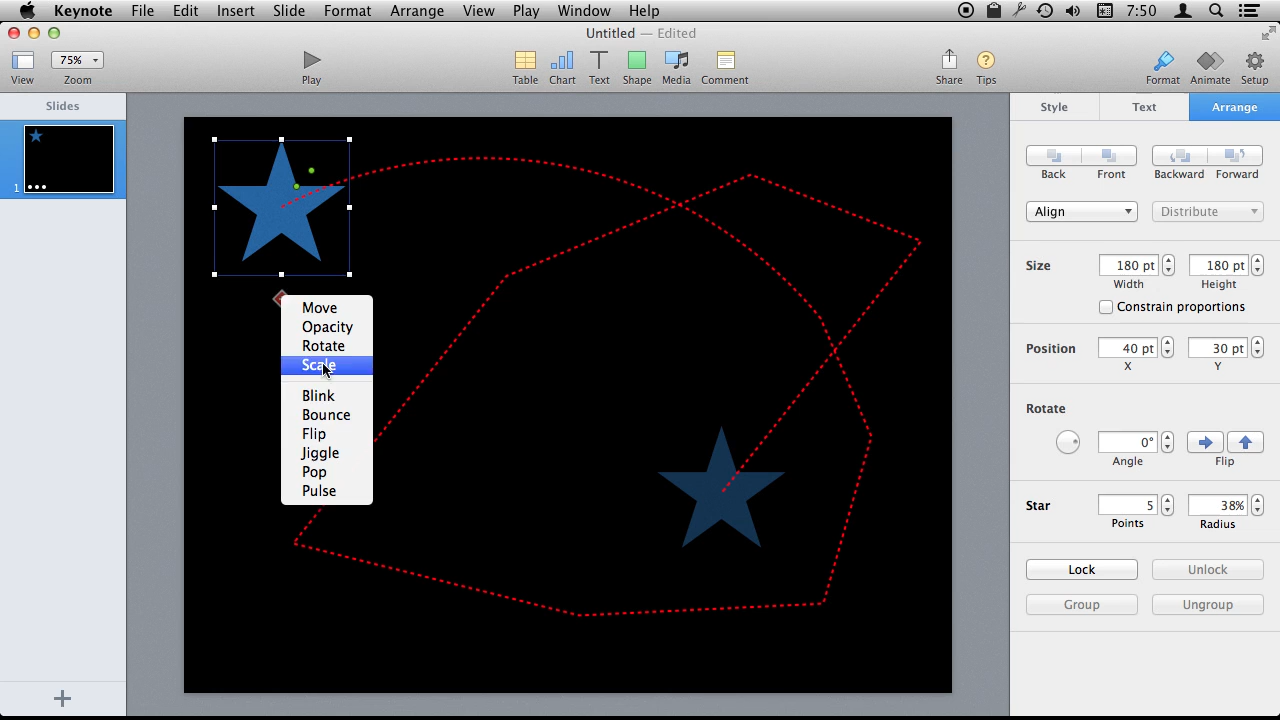 Keynote File Edit Insert Slide Format Arrange View Play Window Help 7:50
Untitled — Edited
75%
View Zoom Play Table Chart Text Shape Media Comment Share Tips Format Animate Setup
Slides
1
Move
Opacity
Rotate
Scale
Blink
Bounce
Flip
Jiggle
Pop
Pulse
Style Text Arrange
Back Front Backward Forward
Align Distribute
Size 180 pt 180 pt
Width Height
Constrain proportions
Position 40 pt 30 pt
X Y
Rotate
0°
Angle Flip
Star 5 38%
Points Radius
Lock Unlock
Group Ungroup